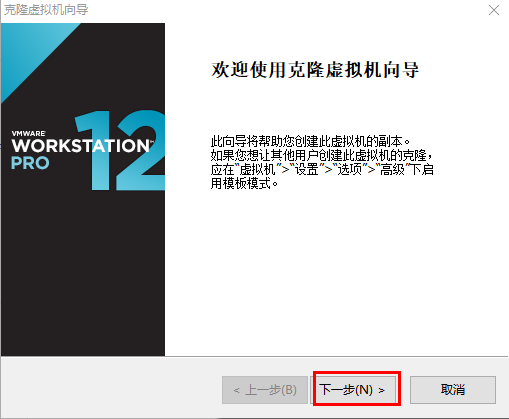 克隆虚拟机向导
VMWARE
WORKSTATION™
PRO
12
欢迎使用克隆虚拟机向导
此向导将帮助您创建此虚拟机的副本。
如果您想让其他用户创建此虚拟机的克隆，
应在"虚拟机">"设置">"选项">"高级"下启
用模板模式。
< 上一步(B)
下一步(N) >
取消